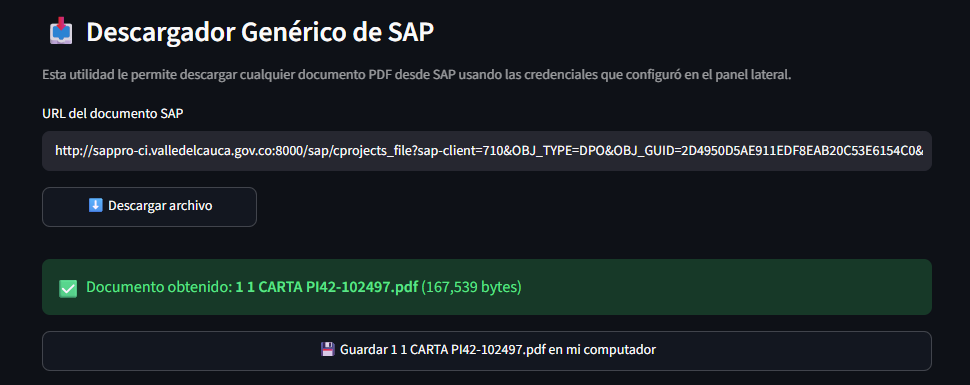 Descargador Genérico de SAP
Esta utilidad le permite descargar cualquier documento PDF desde SAP usando las credenciales que configuró en el panel lateral.
URL del documento SAP
http://sappro-ci.valledelcauca.gov.co:8000/sap/cprojects_file?sap-client=710&OBJ_TYPE=DPO&OBJ_GUID=2D4950D5AE911EDF8EAB20C53E6154C0&
Descargar archivo
Documento obtenido: 1 1 CARTA PI42-102497.pdf (167,539 bytes)
Guardar 1 1 CARTA PI42-102497.pdf en mi computador